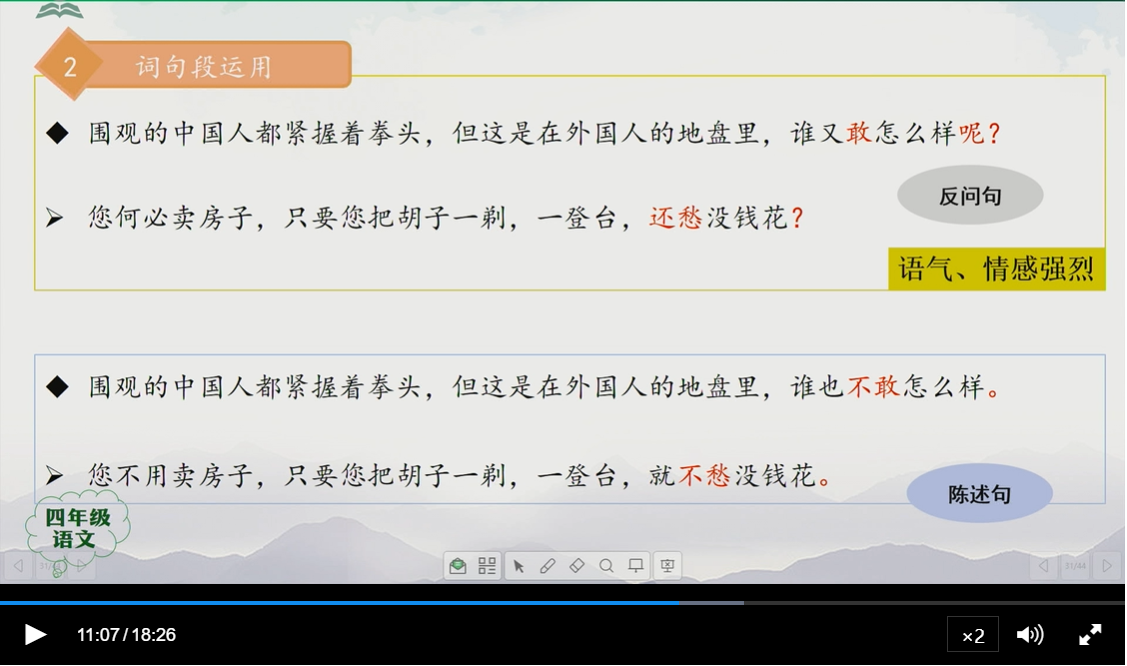 2 词句段运用
◆ 围观的中国人都紧握着拳头，但这是在外国人的地盘里，谁又敢怎么样呢？
反问句
➢ 您何必卖房子，只要您把胡子一剃，一登台，还愁没钱花？
语气、情感强烈
◆ 围观的中国人都紧握着拳头，但这是在外国人的地盘里，谁也不敢怎么样。
➢ 您不用卖房子，只要您把胡子一剃，一登台，就不愁没钱花。
陈述句
四年级
语文
31/44
11:07/18:26
×2